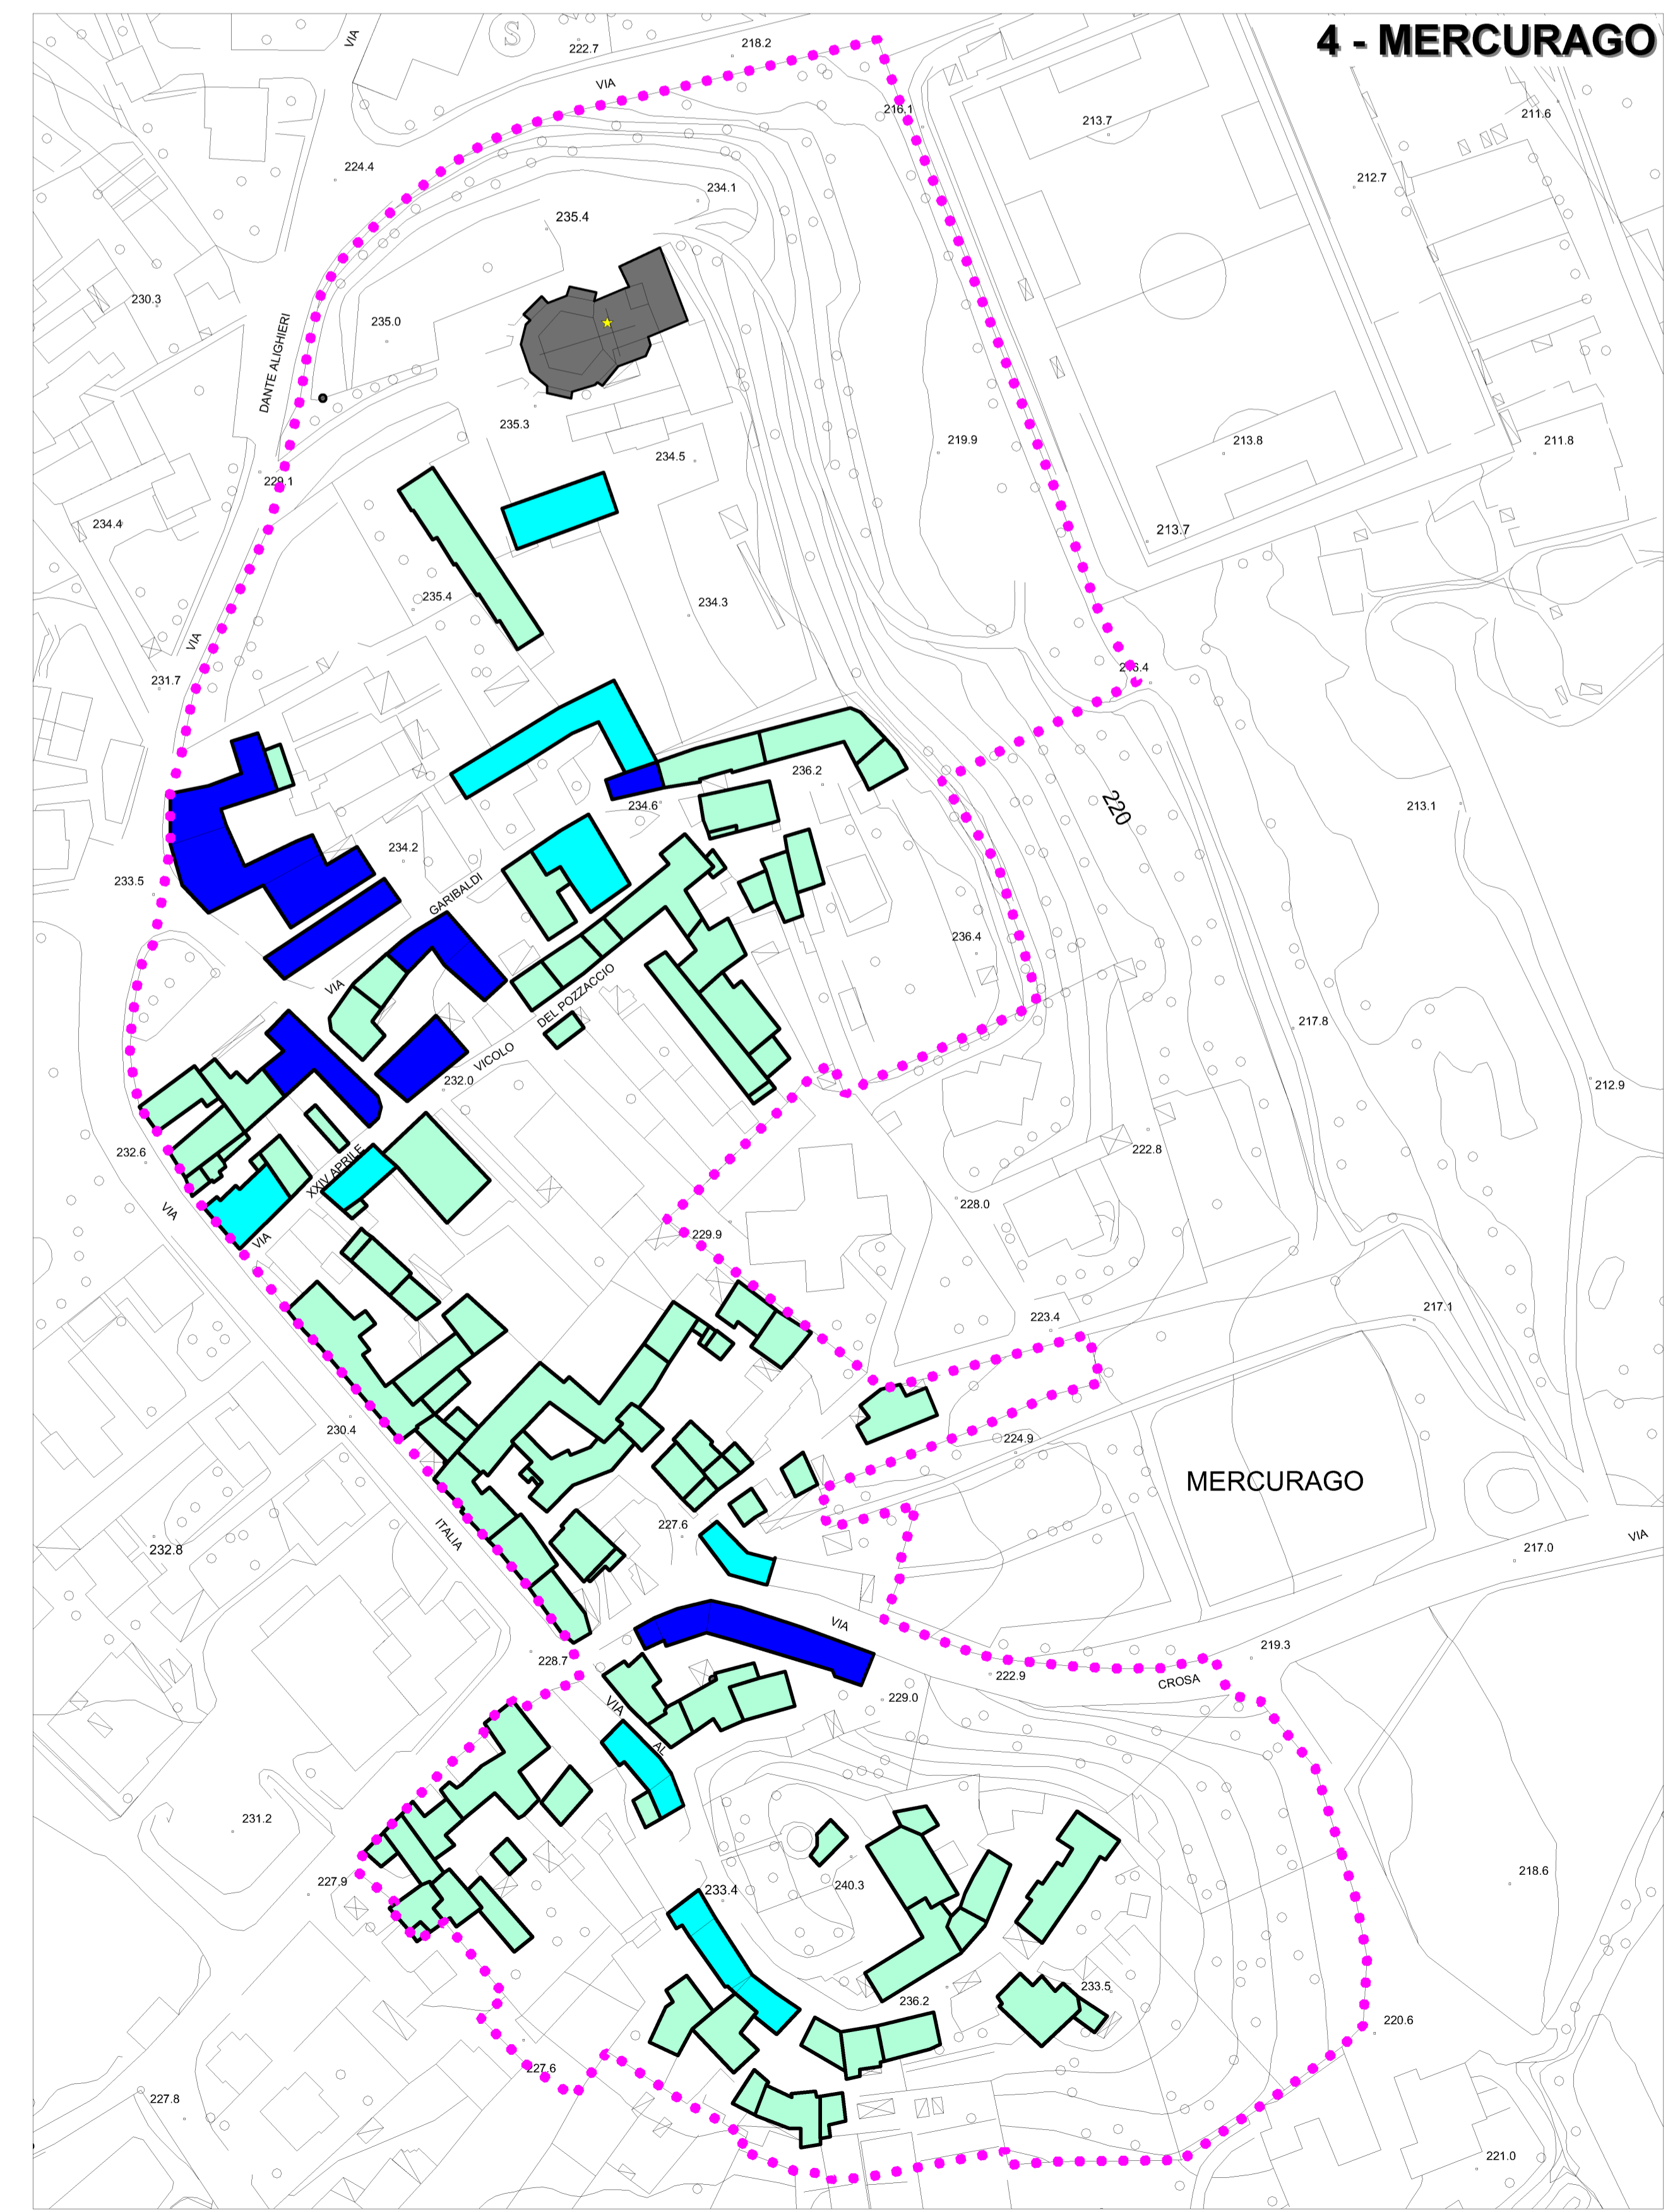 4 - MERCURAGO
S
VIA
222.7
218.2
VIA
216.1
213.7
211.6
224.4
212.7
234.1
235.4
230.3
235.0
DANTE ALIGHIERI
235.3
219.9
213.8
211.8
234.5
229.1
234.4
213.7
235.4
234.3
VIA
231.7
216.4
236.2
234.6
220
213.1
234.2
233.5
GARIBALDI
236.4
VIA
DEL POZZACCIO
217.8
VICOLO
232.0
212.9
232.6
222.8
XXIV APRILE
VIA
228.0
VIA
229.9
223.4
217.1
230.4
224.9
MERCURAGO
227.6
ITALIA
232.8
217.0
VIA
VIA
228.7
219.3
222.9
CROSA
229.0
VIA
AL
231.2
218.6
227.9
240.3
233.4
233.5
236.2
220.6
227.6
227.8
221.0